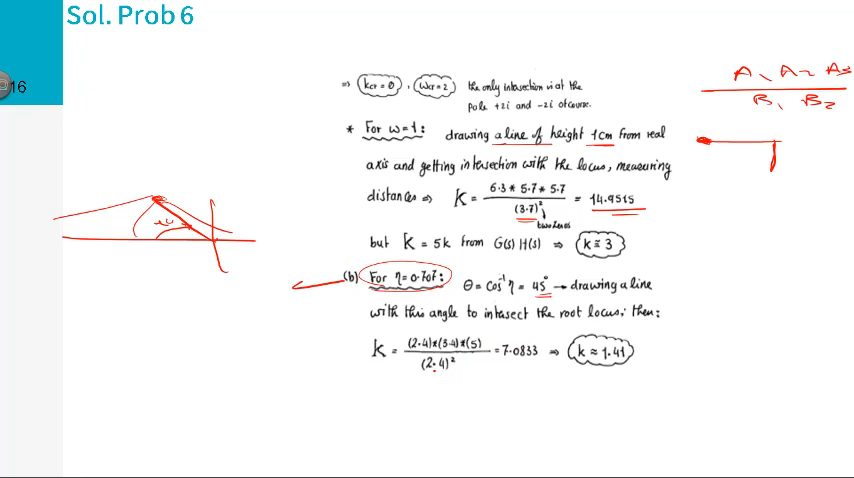 Sol. Prob 6
16
⇒ Kcr = 0, ωcr = 2 the only intersection is at the
pole +2i and -2i ofcourse.
* For ω = 1: drawing a line of height 1cm from real
axis and getting intersection with the locus, measuring
distances ⇒ K = 6.3 * 5.7 * 5.7 / (3.7)² = 14.9515
two zeros
but K = 5k from G(s) H(s) ⇒ k ≅ 3
(b) For η = 0.707: θ = cos⁻¹ η = 45° → drawing a line
with this angle to intersect the root locus; then:
K = (2.4)*(3.4)*(5) / (2.4)² = 7.0833 ⇒ k ≈ 1.41
A1 A2 A3
B1 B2